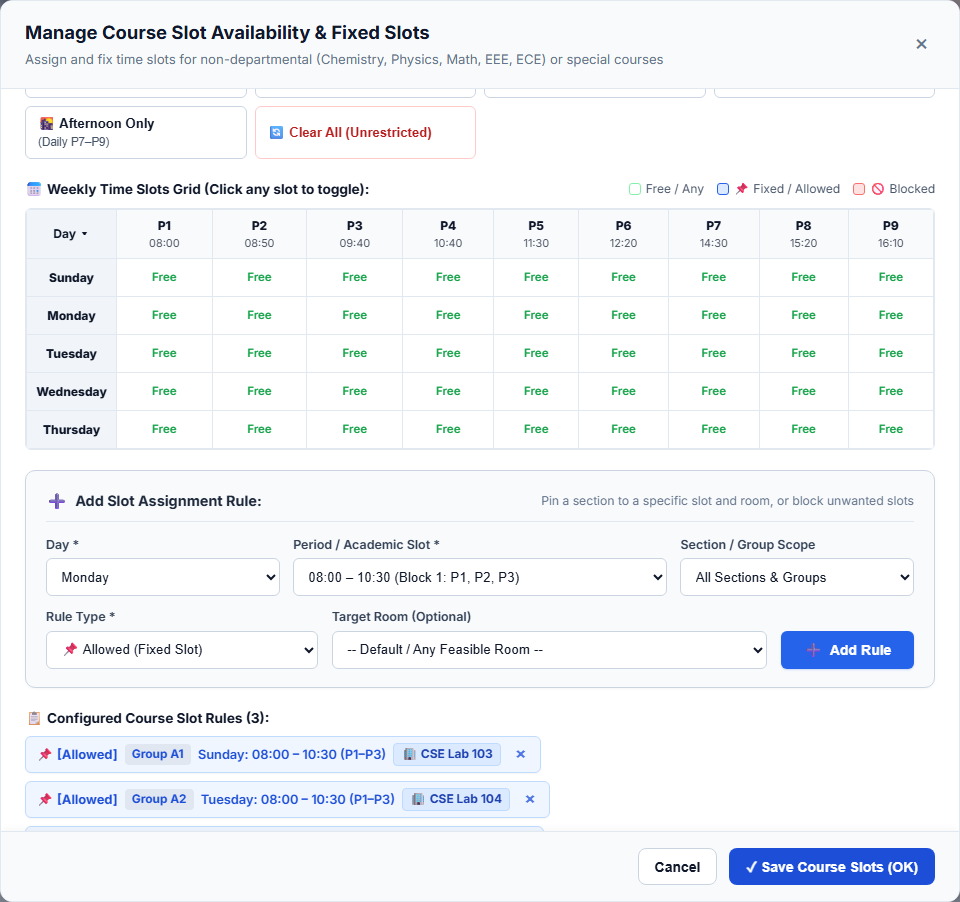 Manage Course Slot Availability & Fixed Slots
Assign and fix time slots for non-departmental (Chemistry, Physics, Math, EEE, ECE) or special courses
✕
Afternoon Only
(Daily P7–P9)
Clear All (Unrestricted)
Weekly Time Slots Grid (Click any slot to toggle):
Free / Any
Fixed / Allowed
Blocked
Day P1 P2 P3 P4 P5 P6 P7 P8 P9
08:00 08:50 09:40 10:40 11:30 12:20 14:30 15:20 16:10
Sunday Free Free Free Free Free Free Free Free Free
Monday Free Free Free Free Free Free Free Free Free
Tuesday Free Free Free Free Free Free Free Free Free
Wednesday Free Free Free Free Free Free Free Free Free
Thursday Free Free Free Free Free Free Free Free Free
Add Slot Assignment Rule:
Pin a section to a specific slot and room, or block unwanted slots
Day * Period / Academic Slot * Section / Group Scope
Monday 08:00 – 10:30 (Block 1: P1, P2, P3) All Sections & Groups
Rule Type * Target Room (Optional)
Allowed (Fixed Slot) -- Default / Any Feasible Room -- Add Rule
Configured Course Slot Rules (3):
[Allowed] Group A1 Sunday: 08:00 – 10:30 (P1–P3) CSE Lab 103 ✕
[Allowed] Group A2 Tuesday: 08:00 – 10:30 (P1–P3) CSE Lab 104 ✕
Cancel ✓ Save Course Slots (OK)